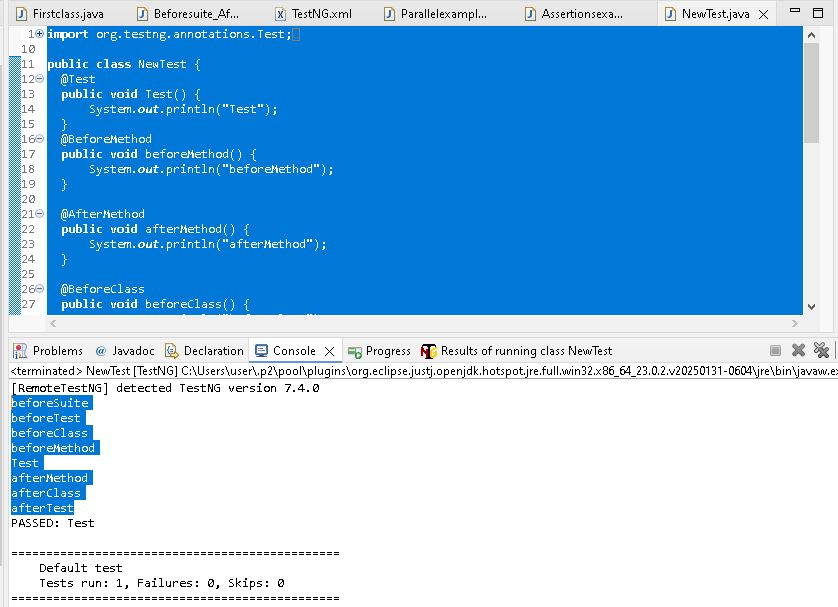 Firstclass.java
Beforesuite_Af...
TestNG.xml
Parallelexampl...
Assertionsexa...
NewTest.java
1 import org.testng.annotations.Test;
10
11 public class NewTest {
12 @Test
13 public void Test() {
14 System.out.println("Test");
15 }
16 @BeforeMethod
17 public void beforeMethod() {
18 System.out.println("beforeMethod");
19 }
20
21 @AfterMethod
22 public void afterMethod() {
23 System.out.println("afterMethod");
24 }
25
26 @BeforeClass
27 public void beforeClass() {
Problems @ Javadoc Declaration Console Progress Results of running class NewTest
<terminated> NewTest [TestNG] C:\Users\user\.p2\pool\plugins\org.eclipse.justj.openjdk.hotspot.jre.full.win32.x86_64_23.0.2.v20250131-0604\jre\bin\javaw.ex
[RemoteTestNG] detected TestNG version 7.4.0
beforeSuite
beforeTest
beforeClass
beforeMethod
Test
afterMethod
afterClass
afterTest
PASSED: Test
===============================================
Default test
Tests run: 1, Failures: 0, Skips: 0
===============================================